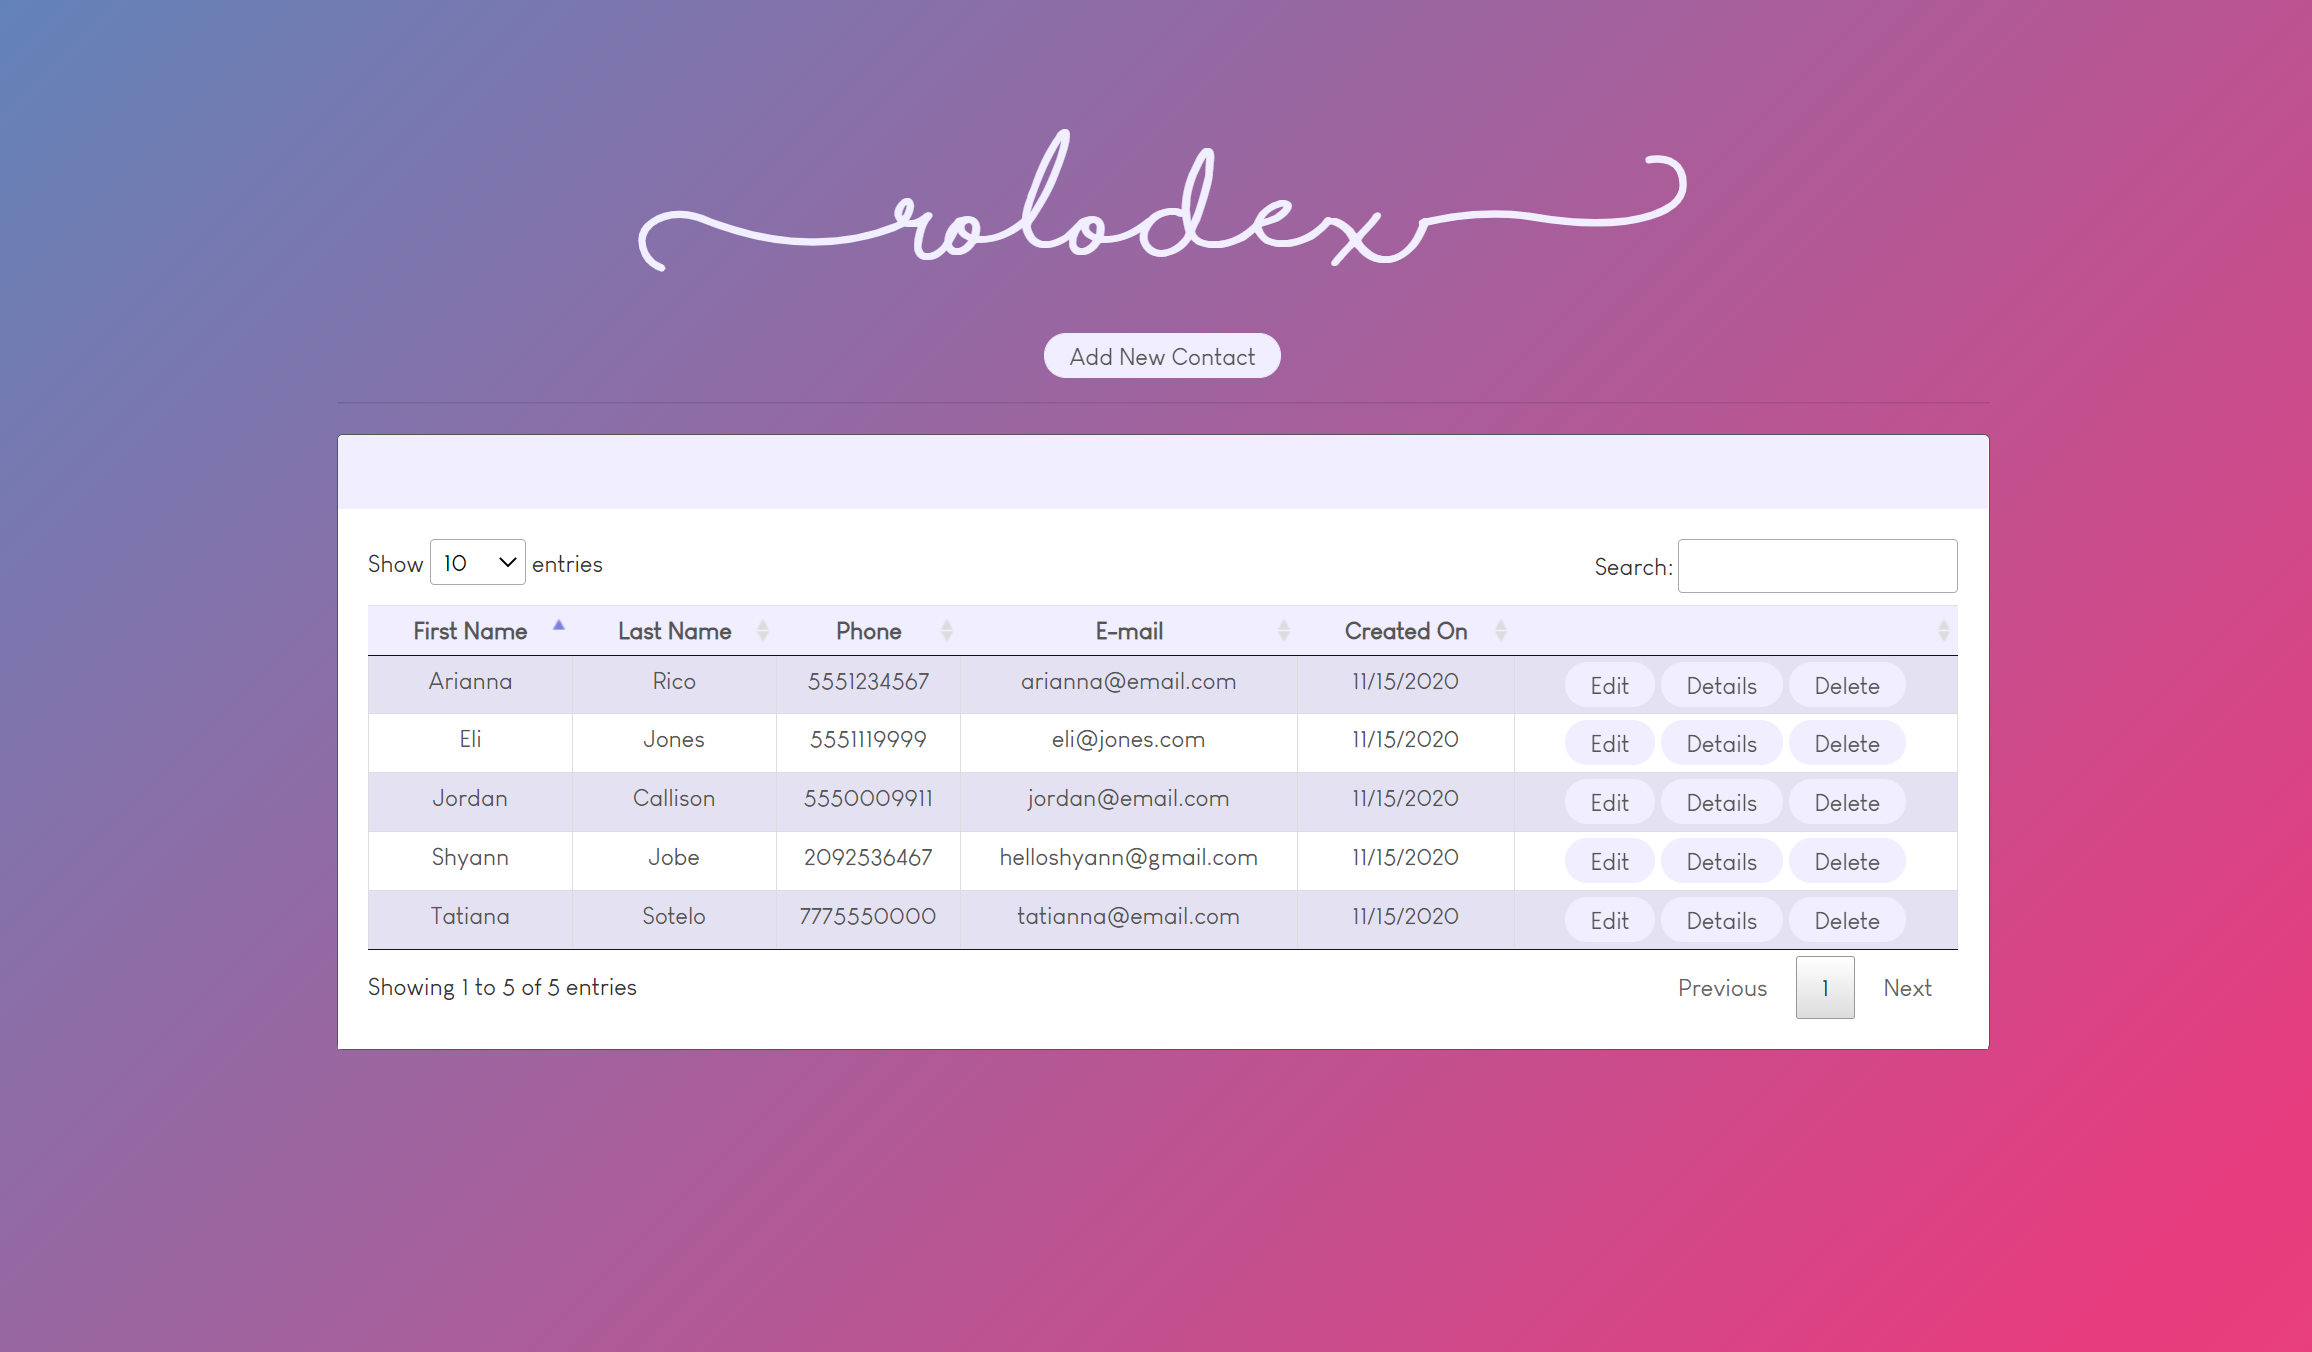 rolodex
Add New Contact
Show 10 entries
Search:
First Name Last Name Phone E-mail Created On
Arianna Rico 5551234567 arianna@email.com 11/15/2020 Edit Details Delete
Eli Jones 5551119999 eli@jones.com 11/15/2020 Edit Details Delete
Jordan Callison 5550009911 jordan@email.com 11/15/2020 Edit Details Delete
Shyann Jobe 2092536467 helloshyann@gmail.com 11/15/2020 Edit Details Delete
Tatiana Sotelo 7775550000 tatianna@email.com 11/15/2020 Edit Details Delete
Showing 1 to 5 of 5 entries
Previous 1 Next